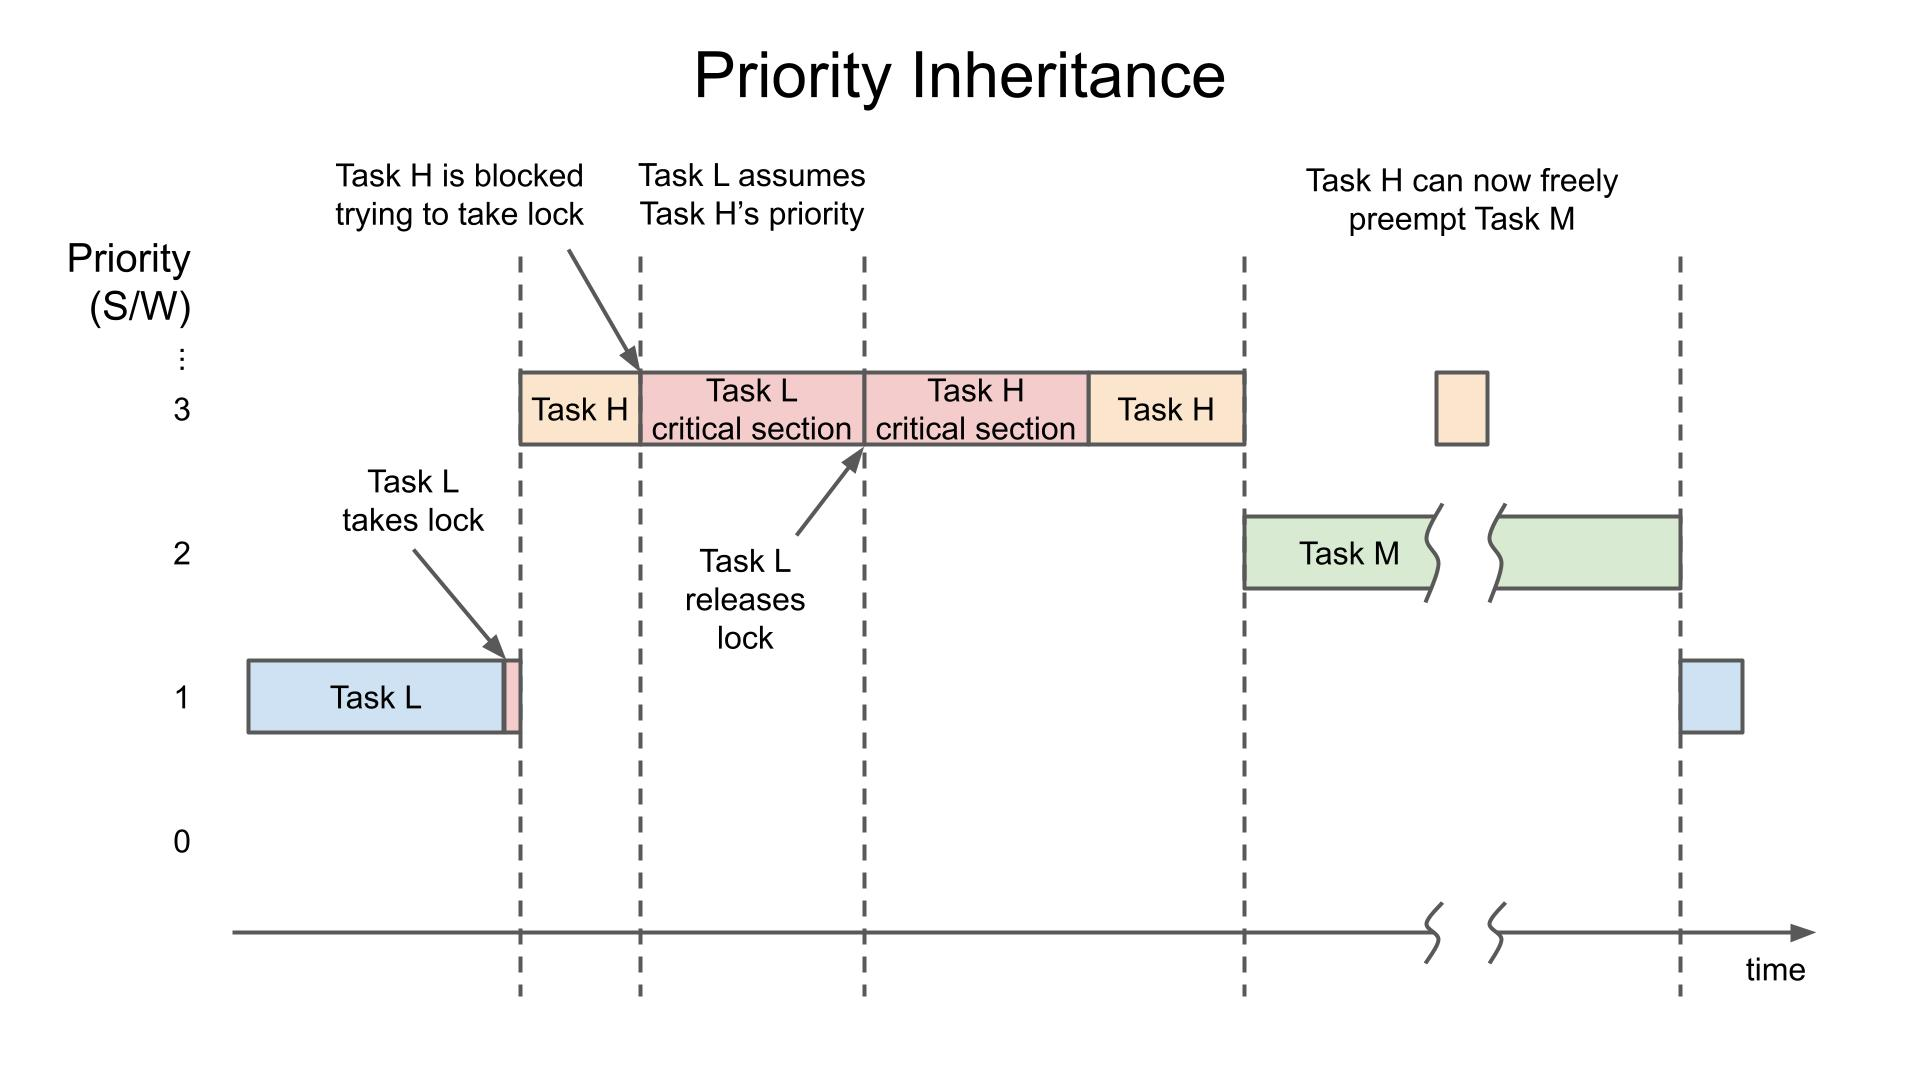 Priority Inheritance
Task H is blocked
trying to take lock
Task L assumes
Task H’s priority
Task H can now freely
preempt Task M
Priority
(S/W)
⋮
3
Task H
Task L
critical section
Task H
critical section
Task H
Task L
takes lock
Task L
releases
lock
2
Task M
1
Task L
0
time